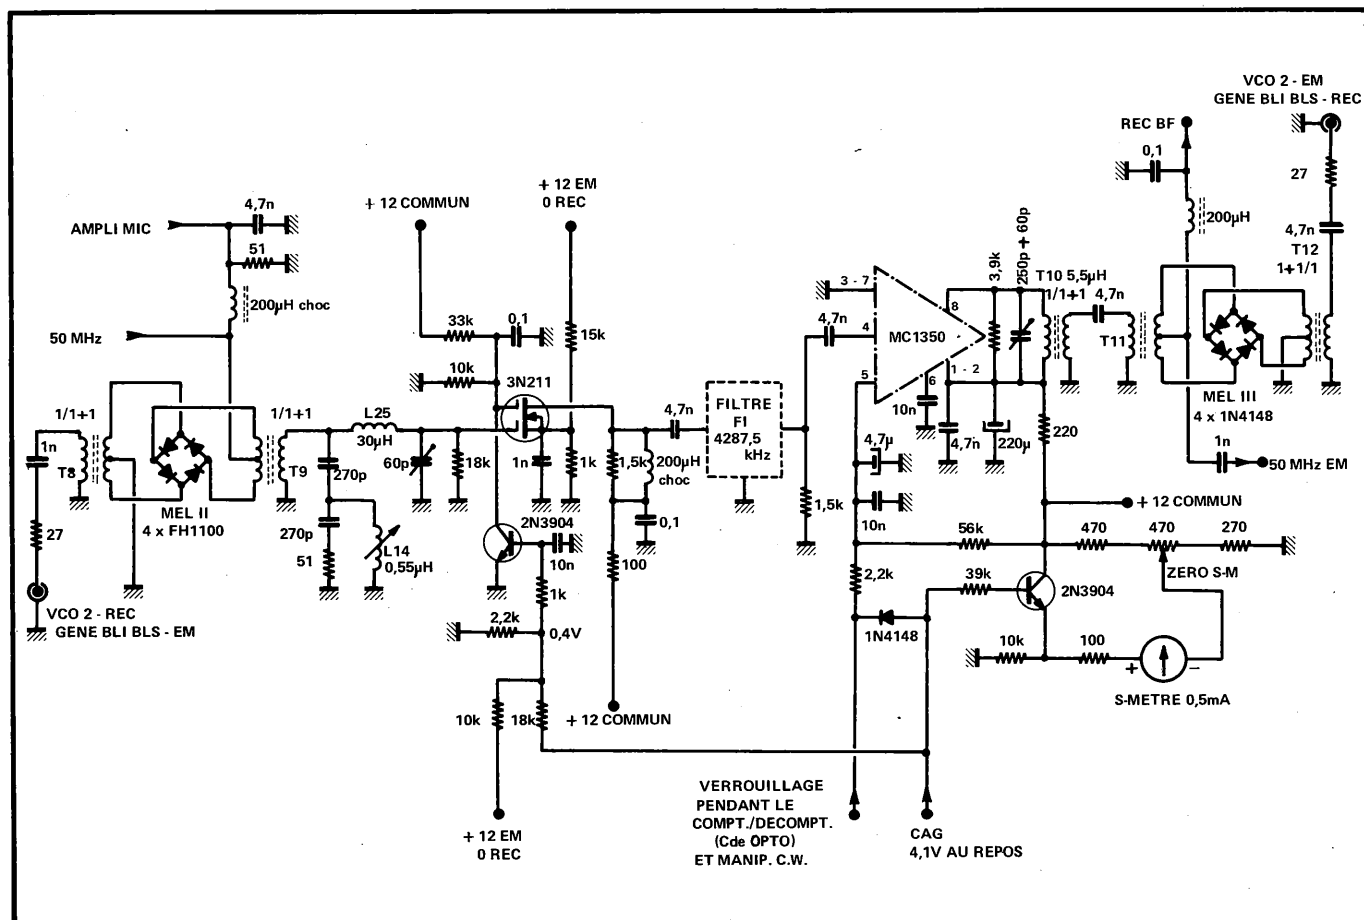 VCO 2 - EM
GENE BLI BLS - REC
REC BF
0,1
27
+ 12 EM
0 REC
+ 12 COMMUN
4,7n
AMPLI MIC
51
200µH choc
50 MHz
200µH
4,7n
T12
1+1/1
3,9k
250p + 60p
T10 5,5µH
1/1+1
4,7n
T11
33k
0,1
15k
10k
3N211
3 - 7
4,7n
4
MC1350
8
5
6
1 - 2
10n
4,7n
220µ
220
MEL III
4 x 1N4148
1n
50 MHz EM
1/1+1
1n
T8
MEL II
4 x FH1100
1/1+1
T9
L25
30µH
270p
60p
18k
1n
1k
1,5k
4,7n
200µH
choc
FILTRE
FI
4287,5
kHz
4,7µ
1,5k
10n
+ 12 COMMUN
27
270p
51
L14
0,55µH
2N3904
10n
0,1
100
1k
56k
470
470
270
ZERO S-M
2,2k
39k
2N3904
1N4148
VCO 2 - REC
GENE BLI BLS - EM
2,2k
0,4V
10k
100
+
−
S-METRE 0,5mA
10k
18k
+ 12 COMMUN
+ 12 EM
0 REC
VERROUILLAGE
PENDANT LE
COMPT./DECOMPT.
(Cde OPTO)
ET MANIP. C.W.
CAG
4,1V AU REPOS